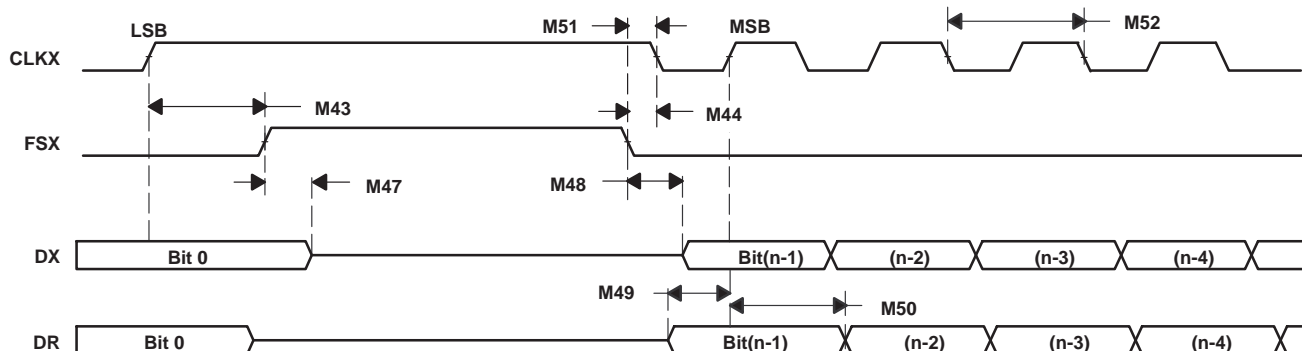 LSB
M51
MSB
M52
CLKX
M43
M44
FSX
M47
M48
DX
Bit 0
Bit(n-1)
(n-2)
(n-3)
(n-4)
M49
M50
DR
Bit 0
Bit(n-1)
(n-2)
(n-3)
(n-4)